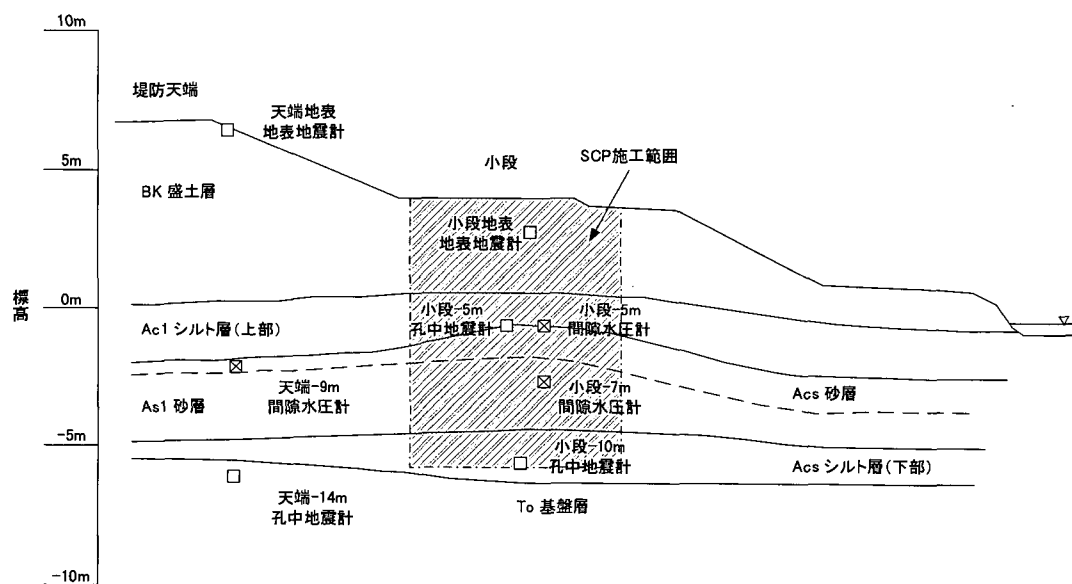 10m
堤防天端
天端地表
地表地震計
5m
小段
SCP施工範囲
BK 盛土層
小段地表
地表地震計
0m
標高
小段-5m
孔中地震計
小段-5m
間隙水圧計
Ac1 シルト層(上部)
天端-9m
間隙水圧計
小段-7m
間隙水圧計
Acs 砂層
As1 砂層
-5m
小段-10m
孔中地震計
Acs シルト層(下部)
天端-14m
孔中地震計
To 基盤層
-10m